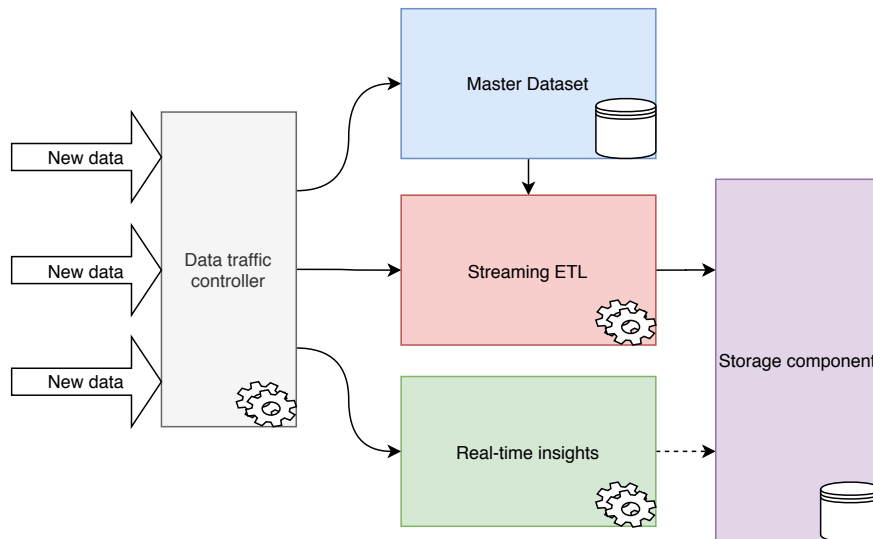 Master Dataset
New data
New data
New data
Data traffic
controller
Streaming ETL
Real-time insights
Storage component